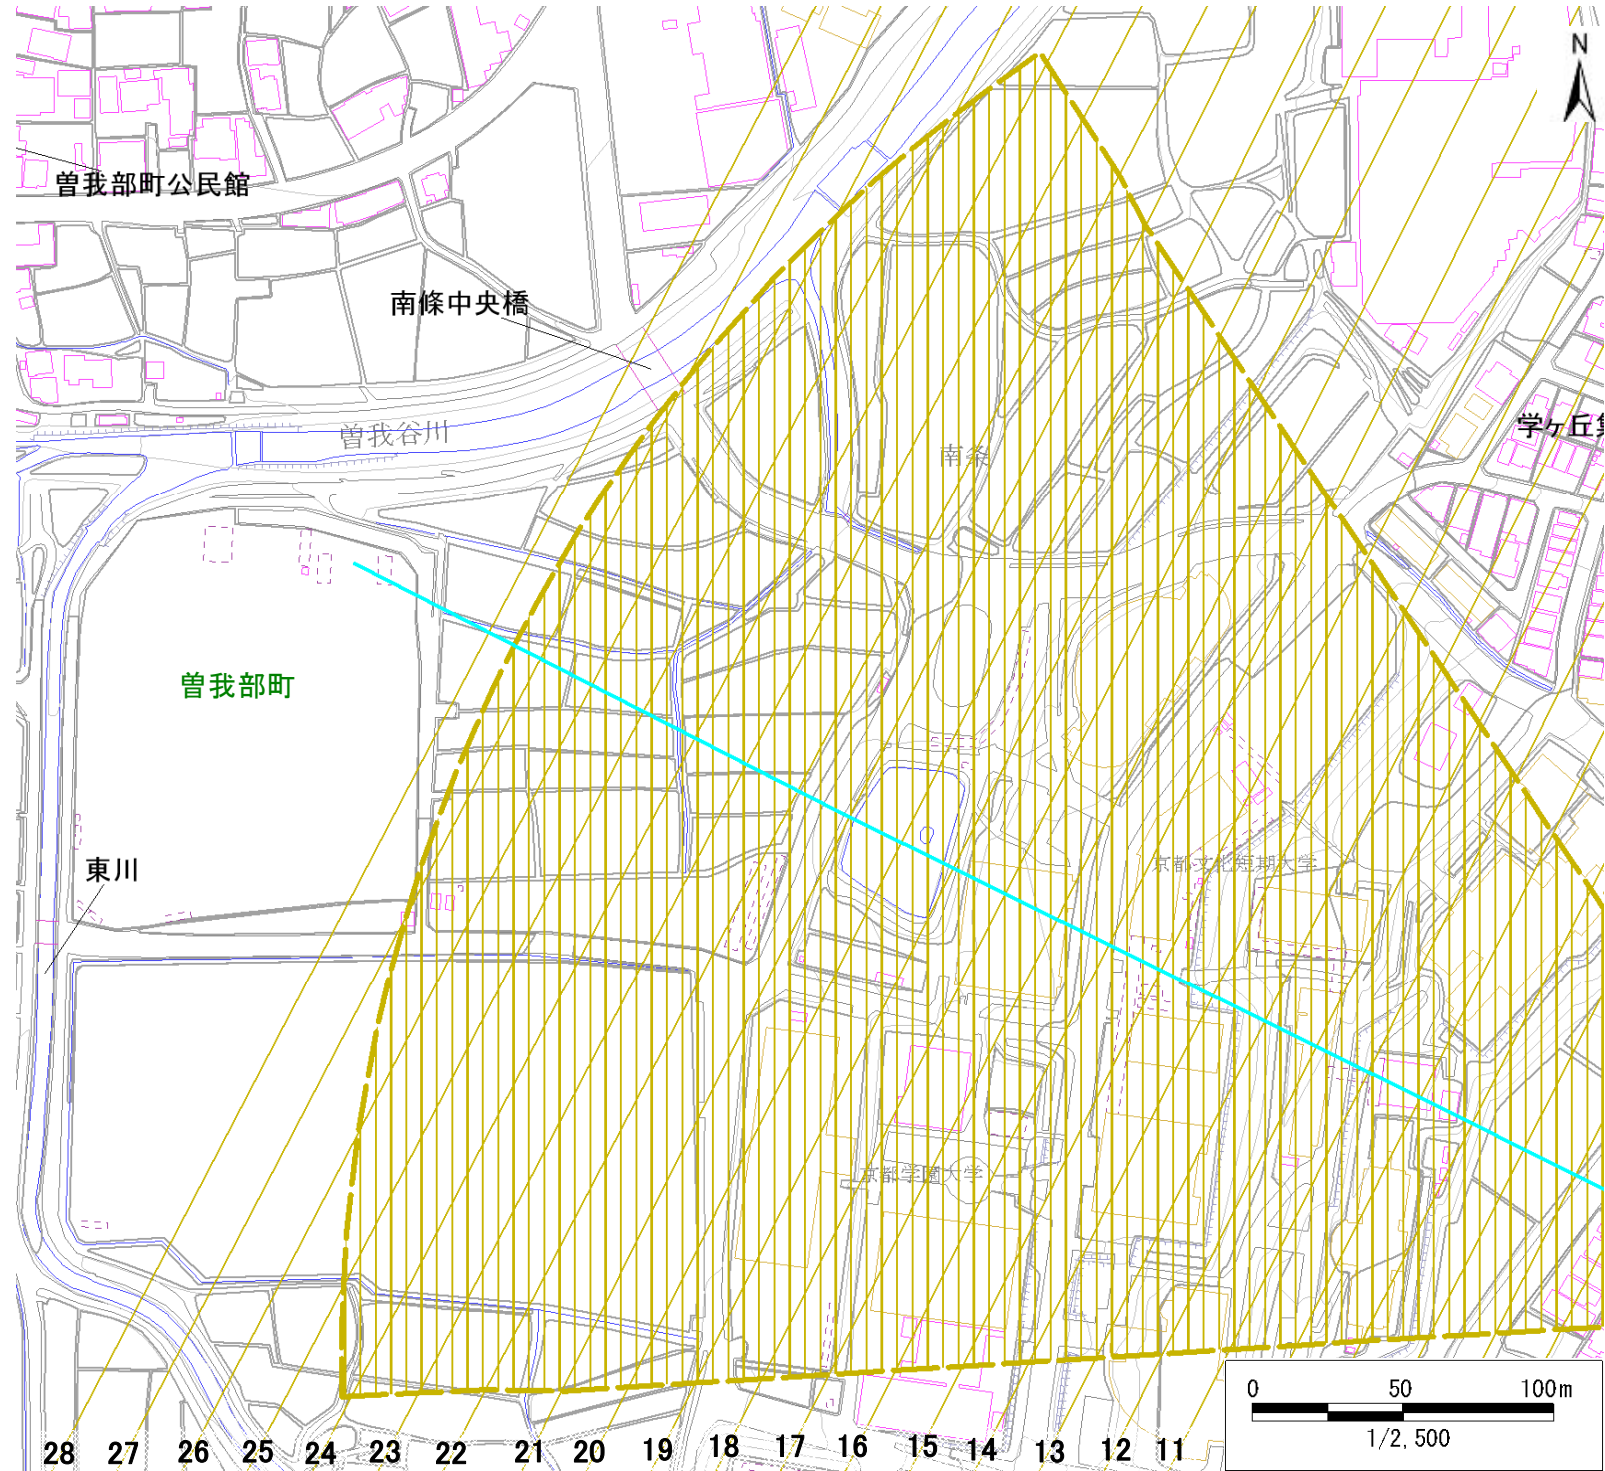 N
曽我部町公民館
南條中央橋
学ヶ丘集
曽我谷川
南条
曽我部町
東川
京都文化短期大学
京都学園大学
0 50 100m
1/2,500
28 27 26 25 24 23 22 21 20 19 18 17 16 15 14 13 12 11